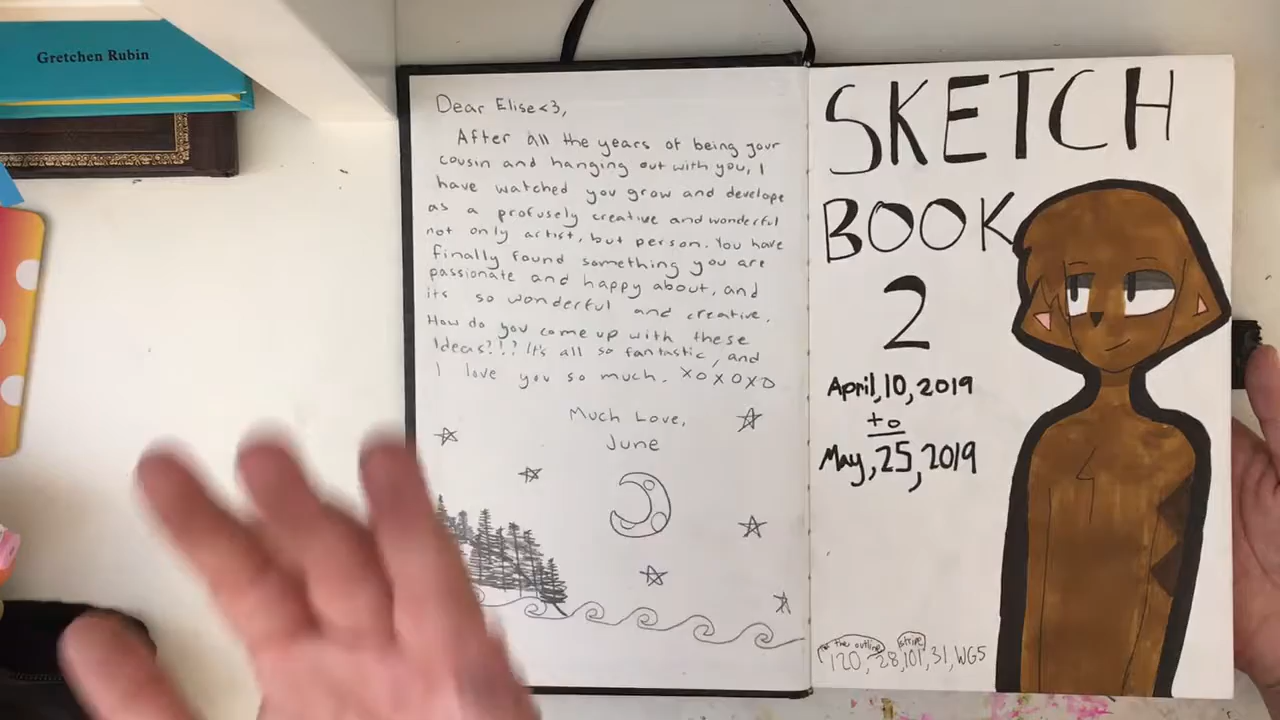 Gretchen Rubin
Dear Elise<3,
After all the years of being your
cousin and hanging out with you, I
have watched you grow and develope
as a profusely creative and wonderful
not only artist, but person. You have
finally found something you are
passionate and happy about, and
its so wonderful and creative.
How do you come up with these
Ideas?!? It's all so fantastic, and
I love you so much. XOXOXO
Much Love,
June
SKETCH
BOOK
2
April, 10, 2019
to
May, 25, 2019
the outline stripe
120, 28, 101, 31, WG5